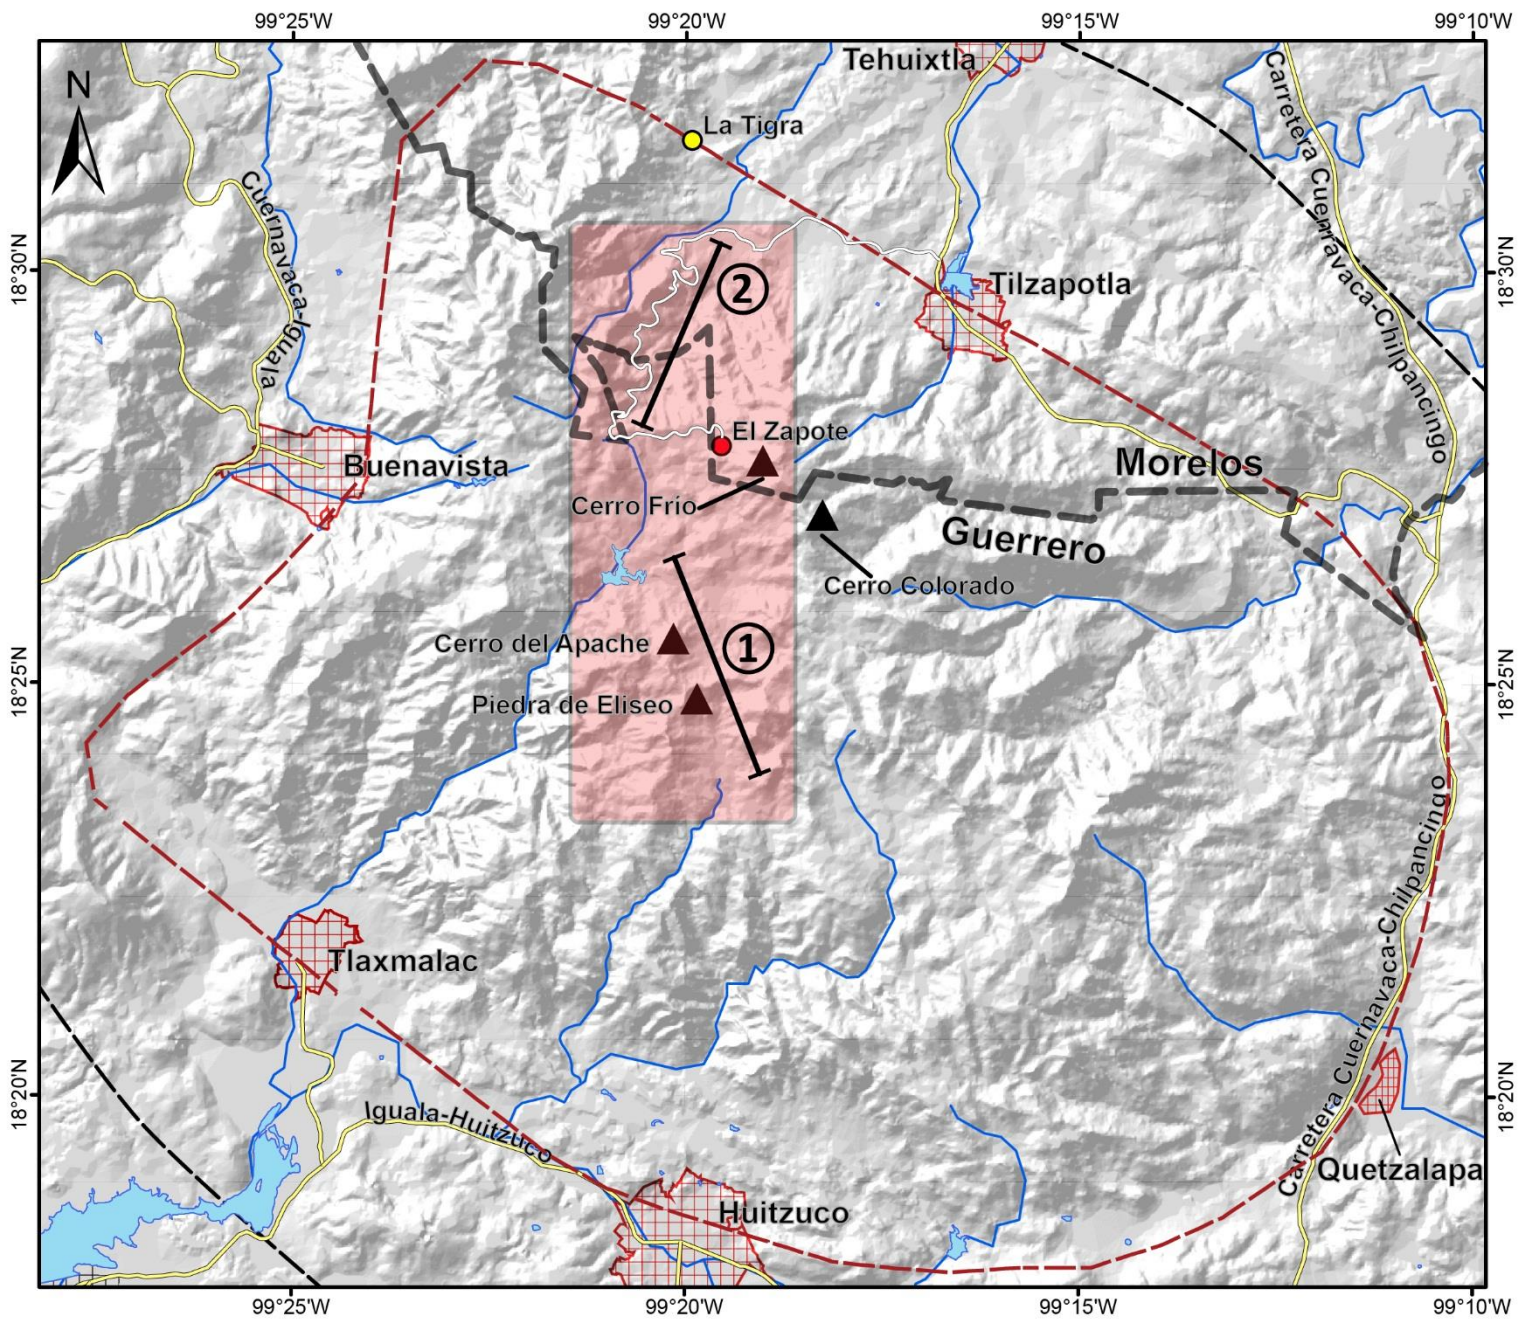 99°25'W
99°20'W
99°15'W
99°10'W
Tehuixtla
N
La Tigra
Carretera Cuernavaca-Chilpancingo
Cuernavaca-Iguala
18°30'N
18°30'N
2
Tilzapotla
El Zapote
Buenavista
Morelos
Cerro Frío
Guerrero
Cerro Colorado
Cerro del Apache
1
18°25'N
18°25'N
Piedra de Eliseo
Carretera Cuernavaca-Chilpancingo
Tlaxmalac
18°20'N
18°20'N
Iguala-Huitzuco
Quetzalapa
Huitzuco
99°25'W
99°20'W
99°15'W
99°10'W